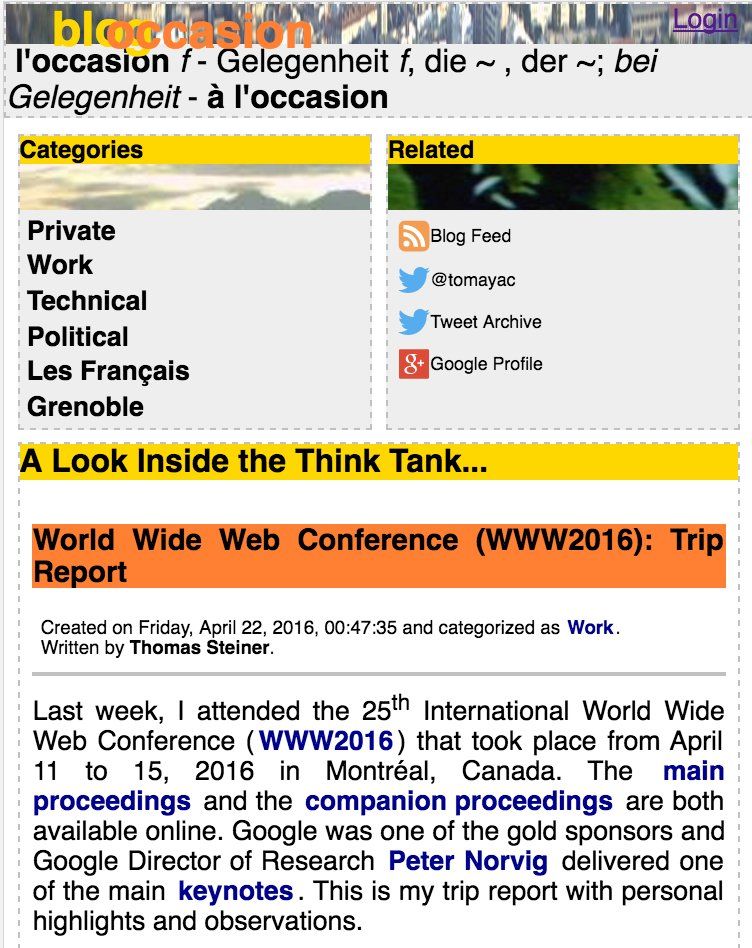 blogoccasion
Login
l'occasion f - Gelegenheit f, die ~ , der ~; bei
Gelegenheit - à l'occasion
Categories
Private
Work
Technical
Political
Les Français
Grenoble
Related
Blog Feed
@tomayac
Tweet Archive
g+ Google Profile
A Look Inside the Think Tank...
World Wide Web Conference (WWW2016): Trip
Report
Created on Friday, April 22, 2016, 00:47:35 and categorized as Work.
Written by Thomas Steiner.
Last week, I attended the 25th International World Wide
Web Conference (WWW2016) that took place from April
11 to 15, 2016 in Montréal, Canada. The main
proceedings and the companion proceedings are both
available online. Google was one of the gold sponsors and
Google Director of Research Peter Norvig delivered one
of the main keynotes. This is my trip report with personal
highlights and observations.